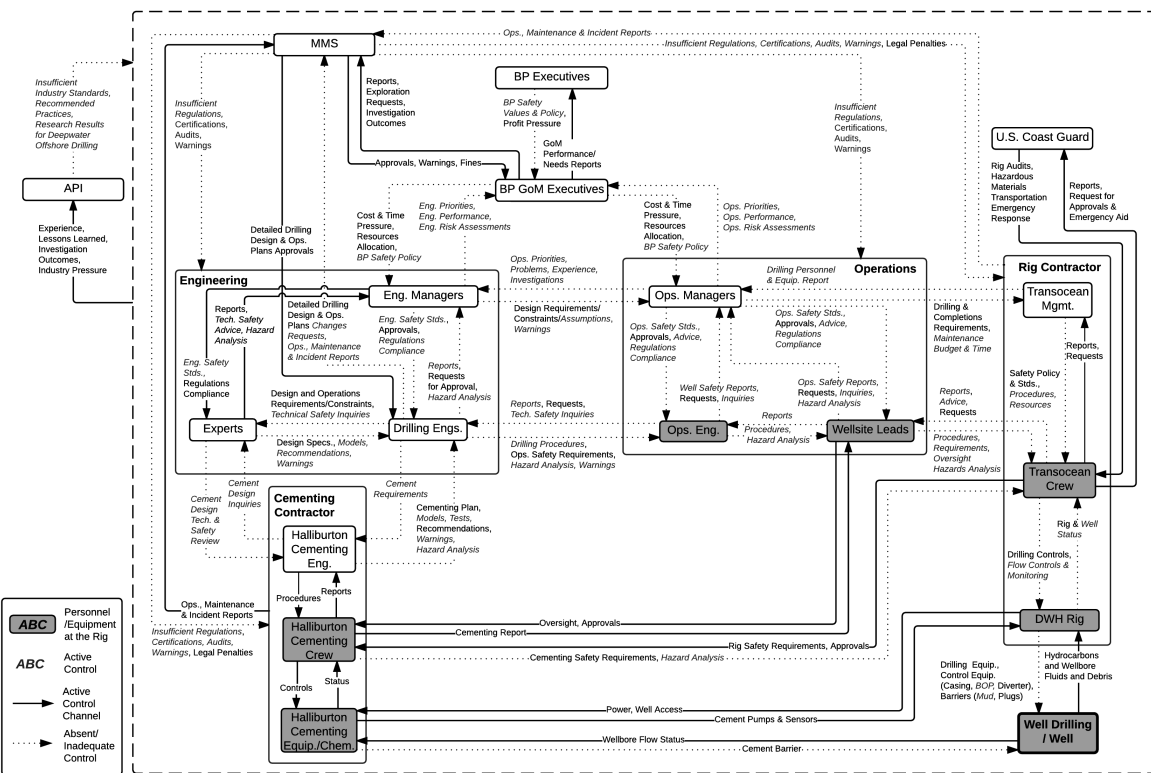 MMS
Ops., Maintenance & Incident Reports
Insufficient Regulations, Certifications, Audits, Warnings, Legal Penalties
BP Executives
Insufficient
Industry Standards,
Recommended
Practices,
Research Results
for Deepwater
Offshore Drilling
API
Experience,
Lessons Learned,
Investigation
Outcomes,
Industry Pressure
Insufficient
Regulations,
Certifications,
Audits,
Warnings
Reports,
Exploration
Requests,
Investigation
Outcomes
BP Safety
Values & Policy,
Profit Pressure
GoM
Performance/
Needs Reports
Approvals, Warnings, Fines
BP GoM Executives
Insufficient
Regulations,
Certifications,
Audits,
Warnings
U.S. Coast Guard
Rig Audits,
Hazardous
Materials
Transportation
Emergency
Response
Reports,
Request for
Approvals &
Emergency Aid
Detailed Drilling
Design & Ops.
Plans Approvals
Cost & Time
Pressure,
Resources
Allocation,
BP Safety Policy
Eng. Priorities,
Eng. Performance,
Eng. Risk Assessments
Cost & Time
Pressure,
Resources
Allocation,
BP Safety Policy
Ops. Priorities,
Ops. Performance,
Ops. Risk Assessments
Engineering
Eng. Managers
Ops. Priorities,
Problems, Experience,
Investigations
Design Requirements/
Constraints/Assumptions,
Warnings
Operations
Ops. Managers
Drilling Personnel
& Equip. Report
Rig Contractor
Transocean
Mgmt.
Reports,
Tech. Safety
Advice, Hazard
Analysis
Detailed Drilling
Design & Ops.
Plans Changes
Requests,
Ops., Maintenance
& Incident Reports
Eng. Safety Stds.,
Approvals,
Regulations
Compliance
Reports,
Requests
for Approval,
Hazard Analysis
Ops. Safety Stds.,
Approvals, Advice,
Regulations
Compliance
Ops. Safety Stds.,
Approvals, Advice,
Regulations
Compliance
Drilling &
Completions
Requirements,
Maintenance
Budget & Time
Reports,
Requests
Safety Policy
& Stds.,
Procedures,
Resources
Eng. Safety
Stds.,
Regulations
Compliance
Design and Operations
Requirements/Constraints,
Technical Safety Inquiries
Experts
Design Specs., Models,
Recommendations,
Warnings
Drilling Engs.
Reports, Requests,
Tech. Safety Inquiries
Drilling Procedures,
Ops. Safety Requirements,
Hazard Analysis, Warnings
Well Safety Reports,
Requests, Inquiries
Ops. Safety Reports,
Requests, Inquiries,
Hazard Analysis
Ops. Eng.
Reports
Procedures,
Hazard Analysis
Wellsite Leads
Reports,
Advice,
Requests
Procedures,
Requirements,
Oversight
Hazards Analysis
Transocean
Crew
Cement
Design
Tech. &
Safety
Review
Cement
Design
Inquiries
Cement
Requirements
Cementing Plan,
Models, Tests,
Recommendations,
Warnings,
Hazard Analysis
Cementing
Contractor
Halliburton
Cementing
Eng.
Procedures
Reports
Rig & Well
Status
Drilling Controls,
Flow Controls &
Monitoring
DWH Rig
Ops., Maintenance
& Incident Reports
Insufficient Regulations,
Certifications, Audits,
Warnings, Legal Penalties
Halliburton
Cementing
Crew
Oversight, Approvals
Cementing Report
Rig Safety Requirements, Approvals
Cementing Safety Requirements, Hazard Analysis
Controls
Status
Halliburton
Cementing
Equip./Chem.
Power, Well Access
Cement Pumps & Sensors
Wellbore Flow Status
Cement Barrier
Drilling Equip.,
Control Equip.
(Casing, BOP, Diverter),
Barriers (Mud, Plugs)
Hydrocarbons
and Wellbore
Fluids and Debris
Well Drilling
/ Well
ABC
Personnel
/Equipment
at the Rig
ABC
Active
Control
Active
Control
Channel
Absent/
Inadequate
Control